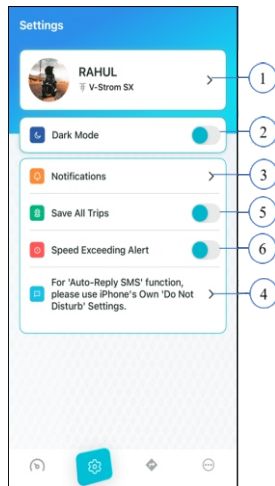 Settings
RAHUL
V-Strom SX
1
Dark Mode
2
Notifications
3
Save All Trips
5
Speed Exceeding Alert
6
For 'Auto-Reply SMS' function,
please use iPhone's Own 'Do Not
Disturb' Settings.
4